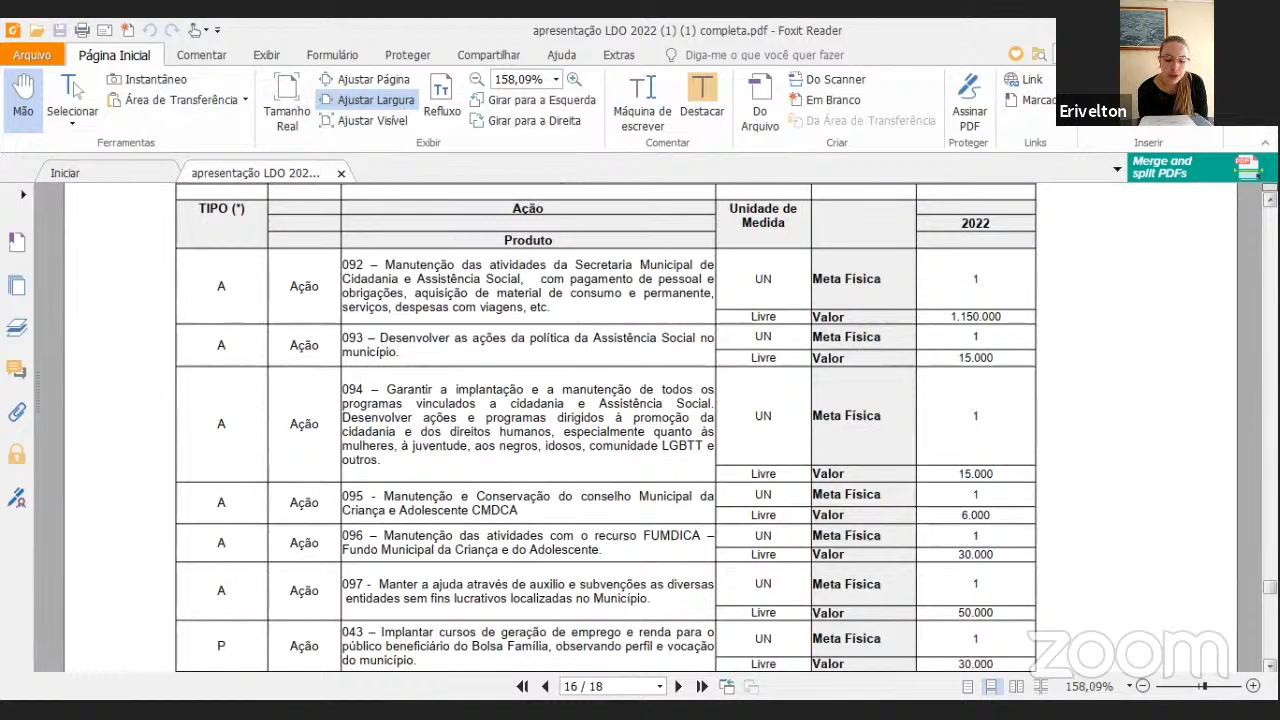 apresentação LDO 2022 (1) (1) completa.pdf - Foxit Reader
Arquivo Página Inicial Comentar Exibir Formulário Proteger Compartilhar Ajuda Extras Diga-me o que você quer fazer
Mão
Selecionar
Instantâneo
Área de Transferência
Ferramentas
Tamanho
Real
Ajustar Página
Ajustar Largura
Ajustar Visível
Refluxo
158,09%
Girar para a Esquerda
Girar para a Direita
Exibir
Máquina de
escrever
Destacar
Comentar
Do
Arquivo
Do Scanner
Em Branco
Da Área de Transferência
Criar
Assinar
PDF
Proteger
Link
Marcad
Links
Inserir
Erivelton
Iniciar
apresentação LDO 202...
Merge and
split PDFs
TIPO (*) Ação Unidade de
Medida 2022
Produto
A Ação 092 – Manutenção das atividades da Secretaria Municipal de
Cidadania e Assistência Social, com pagamento de pessoal e
obrigações, aquisição de material de consumo e permanente,
serviços, despesas com viagens, etc.
UN Meta Física 1
Livre Valor 1.150.000
A Ação 093 – Desenvolver as ações da política da Assistência Social no
município.
UN Meta Física 1
Livre Valor 15.000
A Ação 094 – Garantir a implantação e a manutenção de todos os
programas vinculados a cidadania e Assistência Social.
Desenvolver ações e programas dirigidos à promoção da
cidadania e dos direitos humanos, especialmente quanto às
mulheres, à juventude, aos negros, idosos, comunidade LGBTT e
outros.
UN Meta Física 1
Livre Valor 15.000
A Ação 095 - Manutenção e Conservação do conselho Municipal da
Criança e Adolescente CMDCA
UN Meta Física 1
Livre Valor 6.000
A Ação 096 – Manutenção das atividades com o recurso FUMDICA –
Fundo Municipal da Criança e do Adolescente.
UN Meta Física 1
Livre Valor 30.000
A Ação 097 - Manter a ajuda através de auxilio e subvenções as diversas
entidades sem fins lucrativos localizadas no Município.
UN Meta Física 1
Livre Valor 50.000
P Ação 043 – Implantar cursos de geração de emprego e renda para o
público beneficiário do Bolsa Família, observando perfil e vocação
do município.
UN Meta Física 1
Livre Valor 30.000
zoom
16 / 18
158,09%